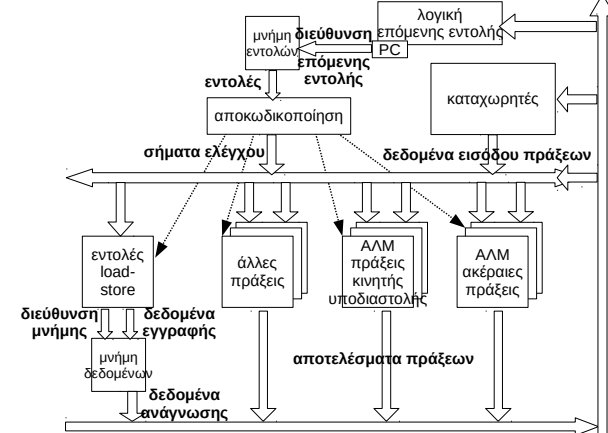 λογική
επόμενης εντολής
PC
μνήμη
εντολών
διεύθυνση
επόμενης
εντολής
εντολές
αποκωδικοποίηση
καταχωρητές
σήματα ελέγχου
δεδομένα εισόδου πράξεων
εντολές
load-
store
άλλες
πράξεις
ΑΛΜ
πράξεις
κινητής
υποδιαστολής
ΑΛΜ
ακέραιες
πράξεις
διεύθυνση
μνήμης
δεδομένα
εγγραφής
μνήμη
δεδομένων
αποτελέσματα πράξεων
δεδομένα
ανάγνωσης